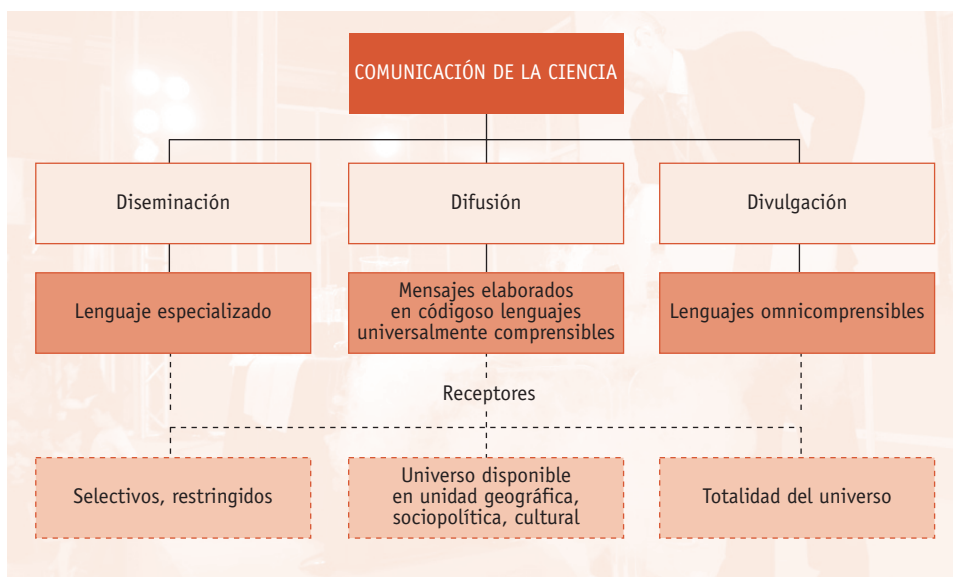 COMUNICACIÓN DE LA CIENCIA
Diseminación
Difusión
Divulgación
Lenguaje especializado
Mensajes elaborados
en códigoso lenguajes
universalmente comprensibles
Lenguajes omnicomprensibles
Receptores
Selectivos, restringidos
Universo disponible
en unidad geográfica,
sociopolítica, cultural
Totalidad del universo